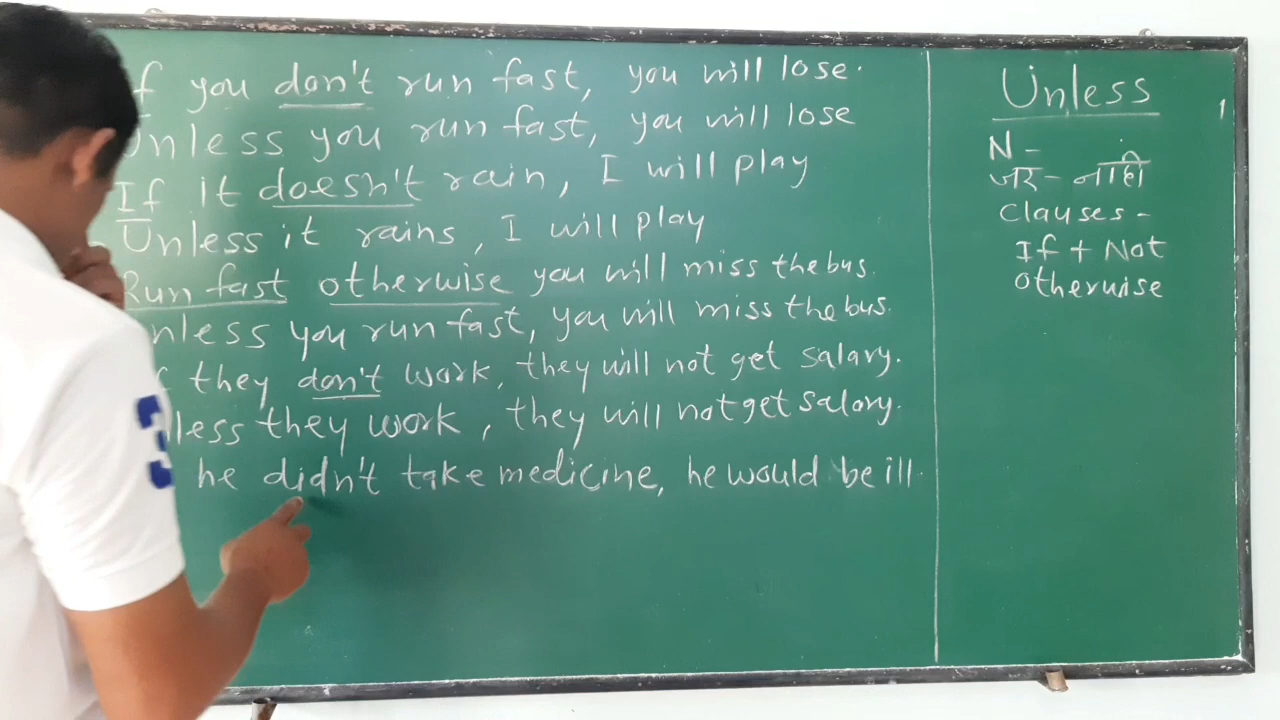 f you don't run fast, you will lose.
Unless you run fast, you will lose
If it doesn't rain, I will play
Unless it rains, I will play
Run fast otherwise you will miss the bus.
nless you run fast, you will miss the bus.
f they don't work, they will not get salary.
less they work, they will not get salary.
he didn't take medicine, he would be ill.
Unless
N -
जर - नाही
Clauses -
If + Not
otherwise
1
3